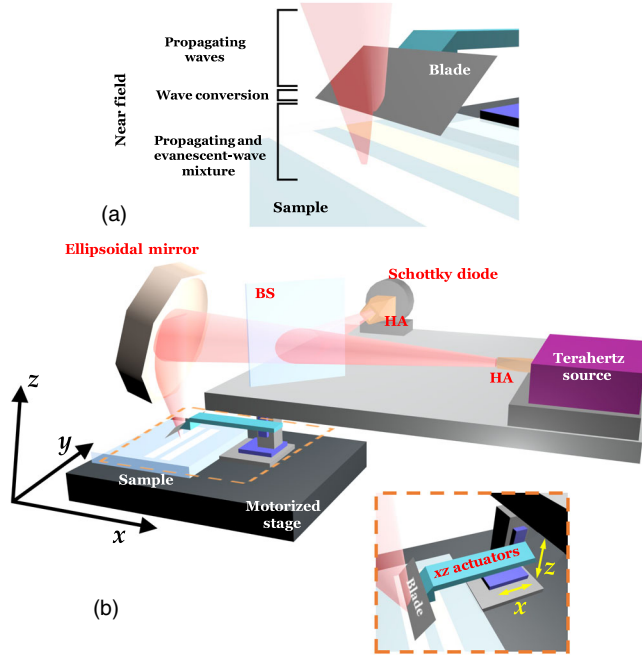 Propagating
waves
Blade
Wave conversion
Near field
Propagating and
evanescent-wave
mixture
Sample
(a)
Ellipsoidal mirror
BS
Schottky diode
HA
HA
Terahertz
source
z
y
x
Sample
Motorized
stage
xz actuators
z
x
Blade
(b)